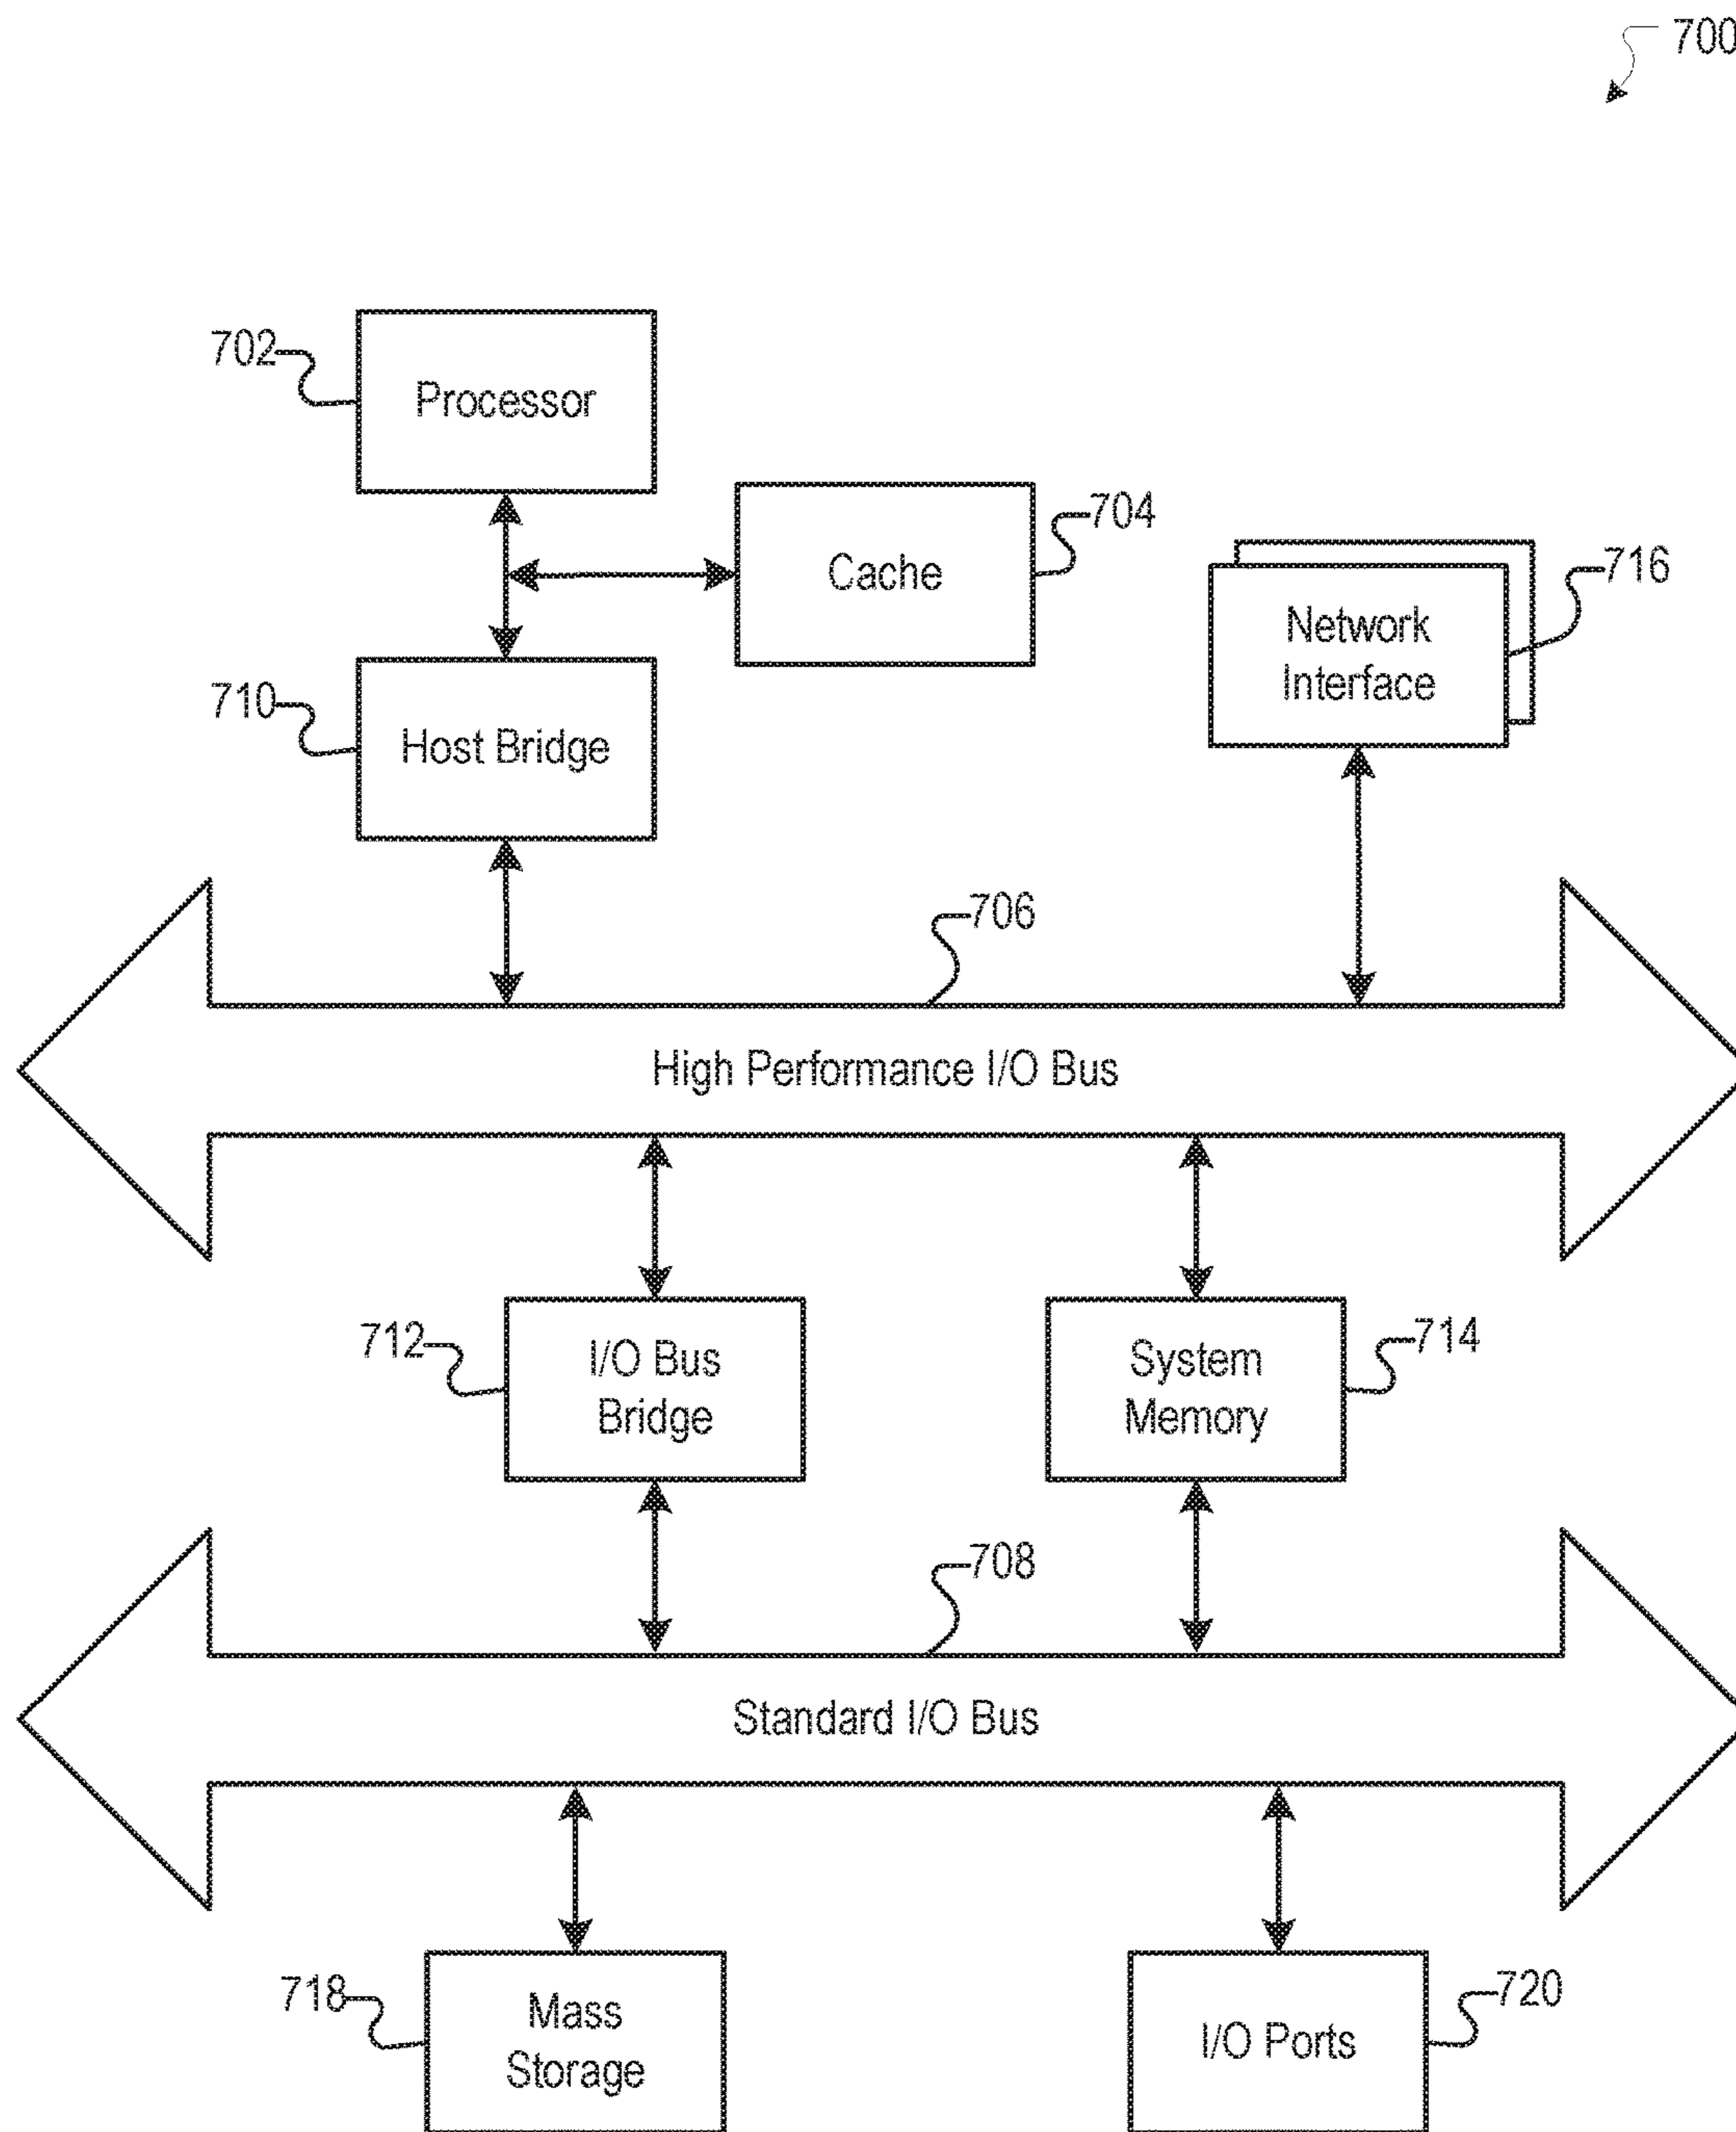 700
702
Processor
704
Cache
716
Network
Interface
710
Host Bridge
706
High Performance I/O Bus
712
I/O Bus
Bridge
714
System
Memory
708
Standard I/O Bus
718
Mass
Storage
720
I/O Ports